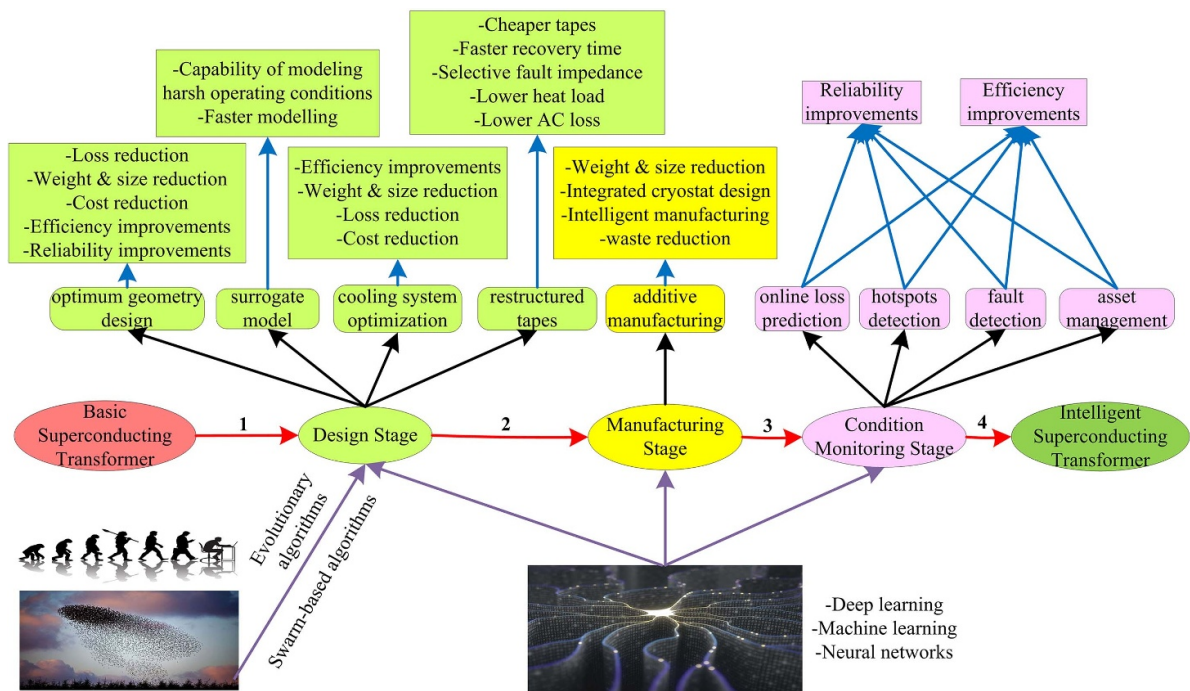 -Cheaper tapes
-Faster recovery time
-Selective fault impedance
-Lower heat load
-Lower AC loss
-Capability of modeling
harsh operating conditions
-Faster modelling
Reliability
improvements
Efficiency
improvements
-Loss reduction
-Weight & size reduction
-Cost reduction
-Efficiency improvements
-Reliability improvements
-Efficiency improvements
-Weight & size reduction
-Loss reduction
-Cost reduction
-Weight & size reduction
-Integrated cryostat design
-Intelligent manufacturing
-waste reduction
optimum geometry
design
surrogate
model
cooling system
optimization
restructured
tapes
additive
manufacturing
online loss
prediction
hotspots
detection
fault
detection
asset
management
Basic
Superconducting
Transformer
1
Design Stage
2
Manufacturing
Stage
3
Condition
Monitoring Stage
4
Intelligent
Superconducting
Transformer
Evolutionary
algorithms
Swarm-based algorithms
-Deep learning
-Machine learning
-Neural networks